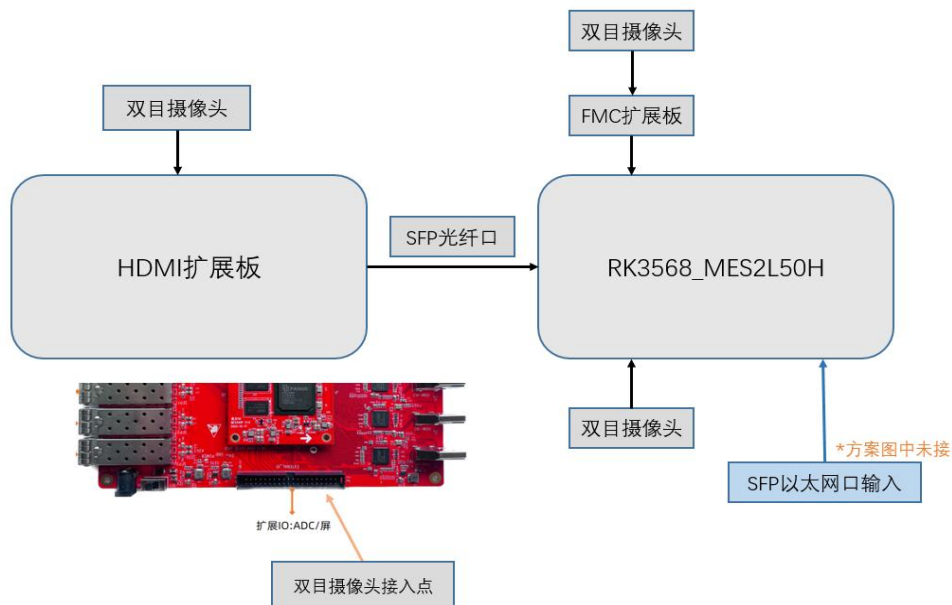 双目摄像头
双目摄像头
FMC扩展板
HDMI扩展板
SFP光纤口
RK3568_MES2L50H
双目摄像头
*方案图中未接
SFP以太网口输入
扩展IO:ADC/屏
双目摄像头接入点